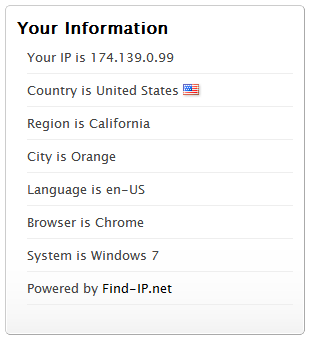 Your Information
Your IP is 174.139.0.99
Country is United States
Region is California
City is Orange
Language is en-US
Browser is Chrome
System is Windows 7
Powered by Find-IP.net